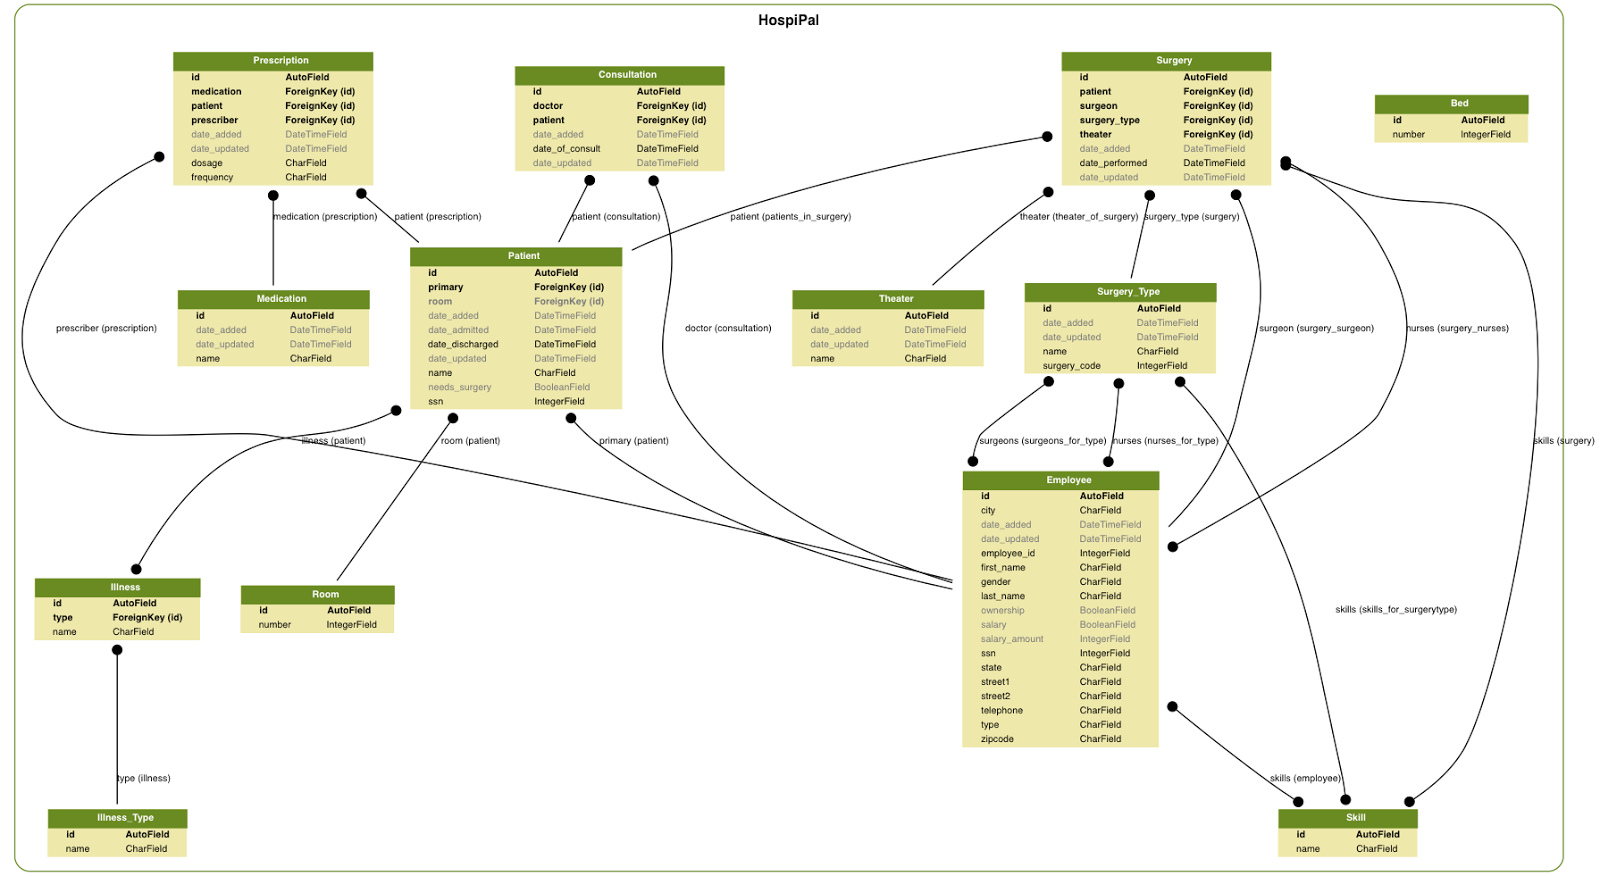 HospiPal
Prescription
id AutoField
medication ForeignKey (id)
patient ForeignKey (id)
prescriber ForeignKey (id)
date_added DateTimeField
date_updated DateTimeField
dosage CharField
frequency CharField
Consultation
id AutoField
doctor ForeignKey (id)
patient ForeignKey (id)
date_added DateTimeField
date_of_consult DateTimeField
date_updated DateTimeField
Surgery
id AutoField
patient ForeignKey (id)
surgeon ForeignKey (id)
surgery_type ForeignKey (id)
theater ForeignKey (id)
date_added DateTimeField
date_performed DateTimeField
date_updated DateTimeField
Bed
id AutoField
number IntegerField
medication (prescription)
patient (prescription)
patient (consultation)
patient (patients_in_surgery)
theater (theater_of_surgery)
surgery_type (surgery)
Patient
id AutoField
primary ForeignKey (id)
room ForeignKey (id)
date_added DateTimeField
date_admitted DateTimeField
date_discharged DateTimeField
date_updated DateTimeField
name CharField
needs_surgery BooleanField
ssn IntegerField
Medication
id AutoField
date_added DateTimeField
date_updated DateTimeField
name CharField
Theater
id AutoField
date_added DateTimeField
date_updated DateTimeField
name CharField
Surgery_Type
id AutoField
date_added DateTimeField
date_updated DateTimeField
name CharField
surgery_code IntegerField
prescriber (prescription)
doctor (consultation)
surgeon (surgery_surgeon)
nurses (surgery_nurses)
illness (patient)
room (patient)
primary (patient)
surgeons (surgeons_for_type)
nurses (nurses_for_type)
skills (surgery)
Employee
id AutoField
city CharField
date_added DateTimeField
date_updated DateTimeField
employee_id IntegerField
first_name CharField
gender CharField
last_name CharField
ownership BooleanField
salary BooleanField
salary_amount IntegerField
ssn IntegerField
state CharField
street1 CharField
street2 CharField
telephone CharField
type CharField
zipcode CharField
Illness
id AutoField
type ForeignKey (id)
name CharField
Room
id AutoField
number IntegerField
skills (skills_for_surgerytype)
type (illness)
skills (employee)
Illness_Type
id AutoField
name CharField
Skill
id AutoField
name CharField